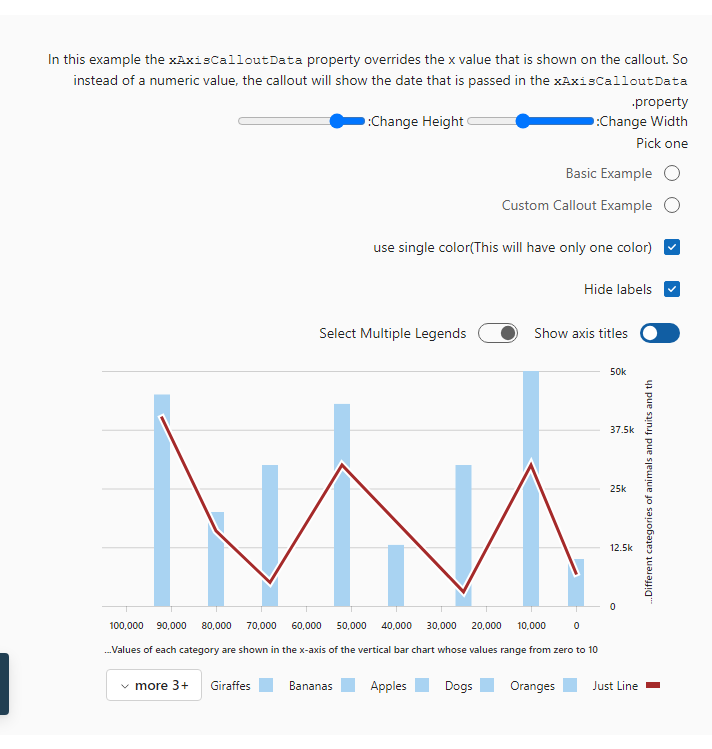 In this example the xAxisCalloutData property overrides the x value that is shown on the callout. So
instead of a numeric value, the callout will show the date that is passed in the xAxisCalloutData
.property
:Change Width :Change Height
Pick one
Basic Example
Custom Callout Example
use single color(This will have only one color)
Hide labels
Show axis titles Select Multiple Legends
50k
37.5k
25k
12.5k
0
...Different categories of animals and fruits and th
100,000 90,000 80,000 70,000 60,000 50,000 40,000 30,000 20,000 10,000 0
...Values of each category are shown in the x-axis of the vertical bar chart whose values range from zero to 10
Just Line Oranges Dogs Apples Bananas Giraffes more 3+